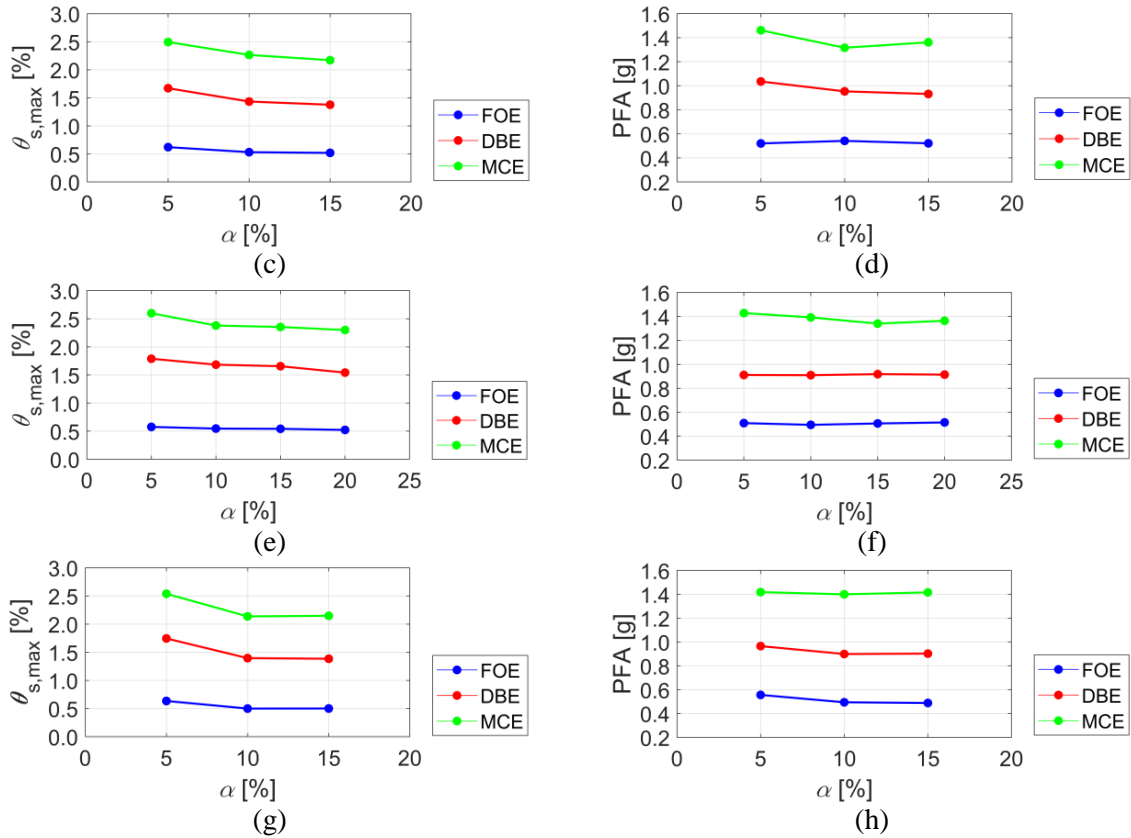 θs,max [%]
3.0
2.5
2.0
1.5
1.0
0.5
0.0
0 5 10 15 20
α [%]
FOE
DBE
MCE
(c)
PFA [g]
1.6
1.4
1.2
1.0
0.8
0.6
0.4
0.2
0 5 10 15 20
α [%]
FOE
DBE
MCE
(d)
θs,max [%]
3.0
2.5
2.0
1.5
1.0
0.5
0.0
0 5 10 15 20 25
α [%]
FOE
DBE
MCE
(e)
PFA [g]
1.6
1.4
1.2
1.0
0.8
0.6
0.4
0.2
0 5 10 15 20 25
α [%]
FOE
DBE
MCE
(f)
θs,max [%]
3.0
2.5
2.0
1.5
1.0
0.5
0.0
0 5 10 15 20
α [%]
FOE
DBE
MCE
(g)
PFA [g]
1.6
1.4
1.2
1.0
0.8
0.6
0.4
0.2
0 5 10 15 20
α [%]
FOE
DBE
MCE
(h)